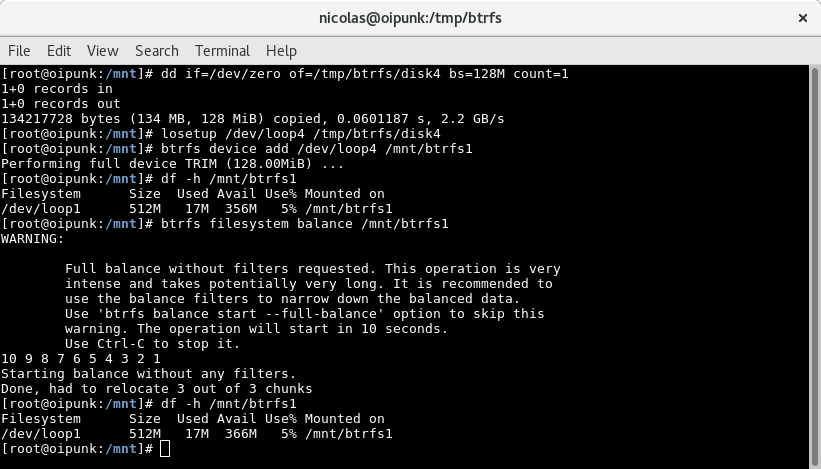 nicolas@oipunk:/tmp/btrfs
File Edit View Search Terminal Help
[root@oipunk:/mnt]# dd if=/dev/zero of=/tmp/btrfs/disk4 bs=128M count=1
1+0 records in
1+0 records out
134217728 bytes (134 MB, 128 MiB) copied, 0.0601187 s, 2.2 GB/s
[root@oipunk:/mnt]# losetup /dev/loop4 /tmp/btrfs/disk4
[root@oipunk:/mnt]# btrfs device add /dev/loop4 /mnt/btrfs1
Performing full device TRIM (128.00MiB) ...
[root@oipunk:/mnt]# df -h /mnt/btrfs1
Filesystem      Size  Used Avail Use% Mounted on
/dev/loop1      512M   17M  356M   5% /mnt/btrfs1
[root@oipunk:/mnt]# btrfs filesystem balance /mnt/btrfs1
WARNING:
        Full balance without filters requested. This operation is very
        intense and takes potentially very long. It is recommended to
        use the balance filters to narrow down the balanced data.
        Use 'btrfs balance start --full-balance' option to skip this
        warning. The operation will start in 10 seconds.
        Use Ctrl-C to stop it.
10 9 8 7 6 5 4 3 2 1
Starting balance without any filters.
Done, had to relocate 3 out of 3 chunks
[root@oipunk:/mnt]# df -h /mnt/btrfs1
Filesystem      Size  Used Avail Use% Mounted on
/dev/loop1      512M   17M  366M   5% /mnt/btrfs1
[root@oipunk:/mnt]#